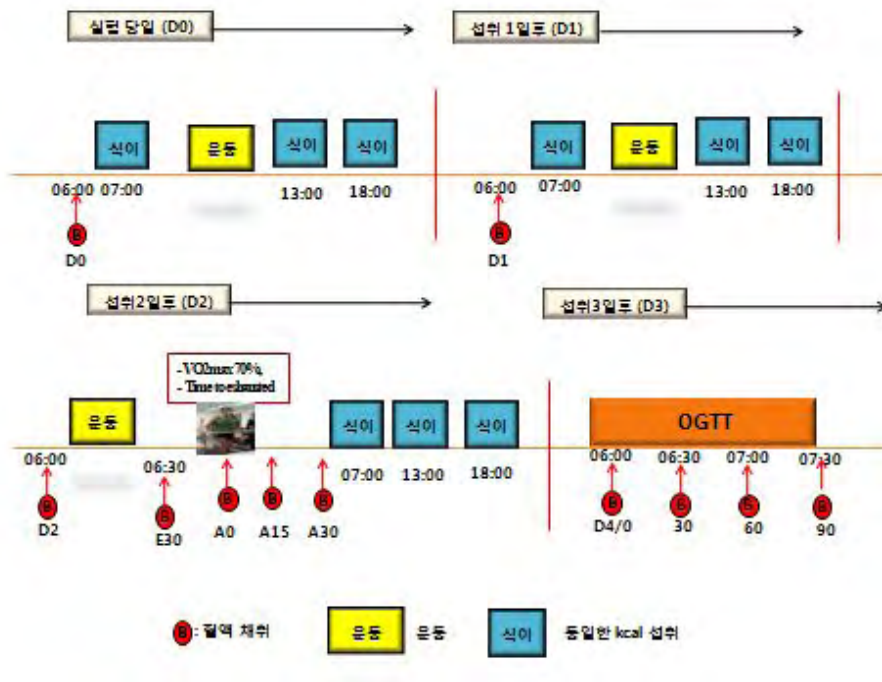 실험 당일 (D0)
섭취 1일후 (D1)
식이
운동
식이
식이
식이
운동
식이
식이
06:00 07:00
13:00
18:00
06:00
07:00
13:00
18:00
B
D0
B
D1
섭취2일후 (D2)
섭취3일후 (D3)
- VO2max 70%,
- Time to exhausted
운동
식이
식이
식이
OGTT
06:00
06:30
07:00
13:00
18:00
06:00
06:30
07:00
07:30
B
B
B
B
B
B
B
B
B
D2
E30
A0
A15
A30
D4/0
30
60
90
B : 혈액 채취
운동
운동
식이
동일한 kcal 섭취